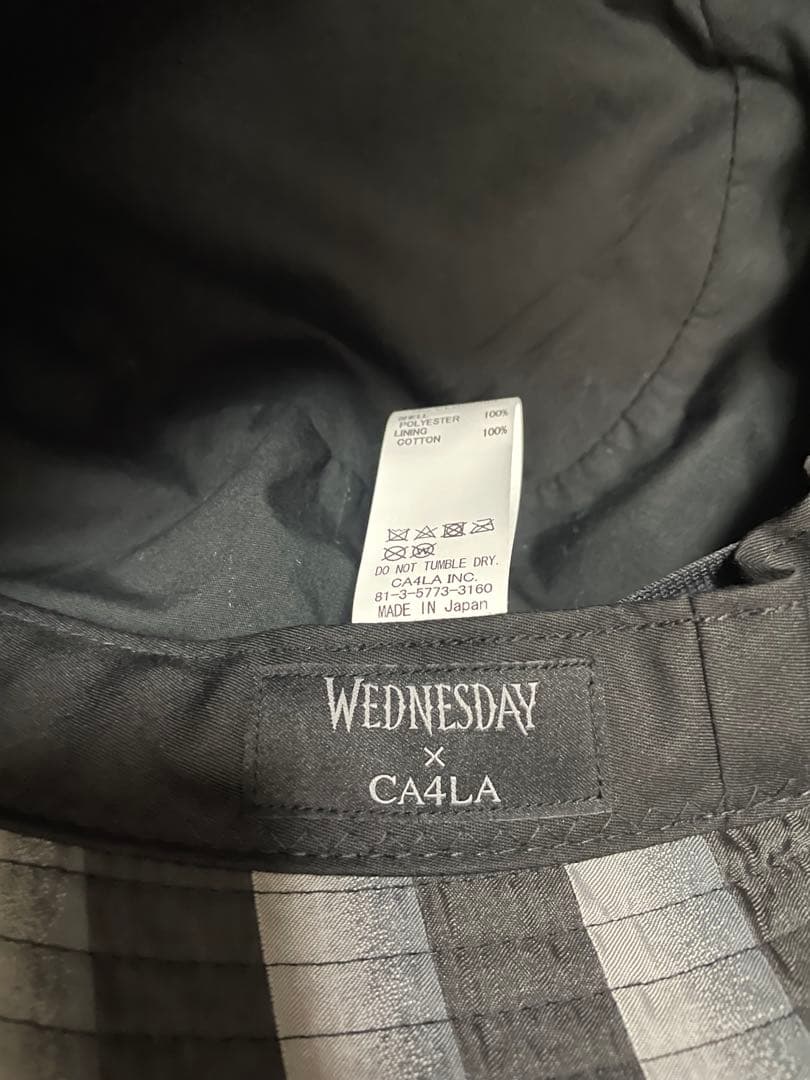 SHELL
POLYESTER 100%
LINING
COTTON 100%
DO NOT TUMBLE DRY.
CA4LA INC.
81-3-5773-3160
MADE IN Japan
WEDNESDAY
×
CA4LA